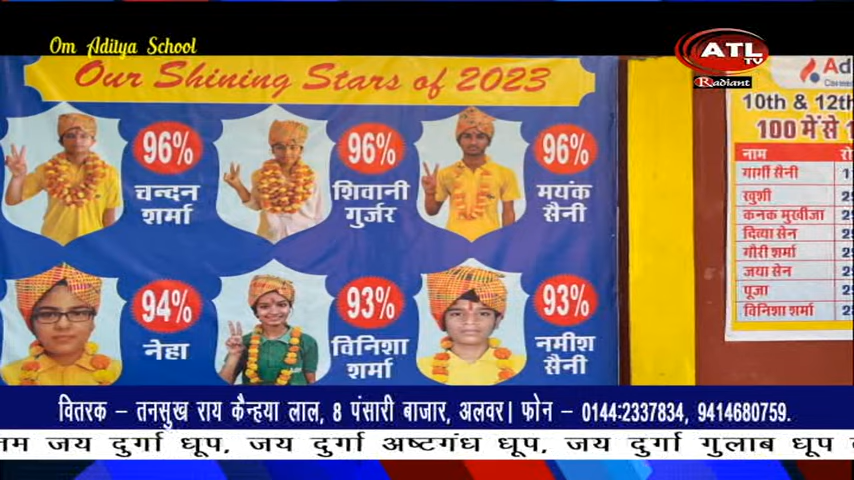 Om Aditya School
ATL
TV
Radiant
Our Shining Stars of 2023
96%
चन्दन
शर्मा
96%
शिवानी
गुर्जर
96%
मयंक
सैनी
94%
नेहा
93%
विनिशा
शर्मा
93%
नमीश
सैनी
10th & 12th
100 में से
नाम
गार्गी सैनी
खुशी
कनक मुखीजा
दिव्या सेन
गौरी शर्मा
जया सेन
पूजा
विनिशा शर्मा
वितरक – तनसुख राय कैन्हया लाल, 8 पंसारी बाजार, अलवर| फोन – 0144:2337834, 9414680759.
जय दुर्गा धूप, जय दुर्गा अष्टगंध धूप, जय दुर्गा गुलाब धूप